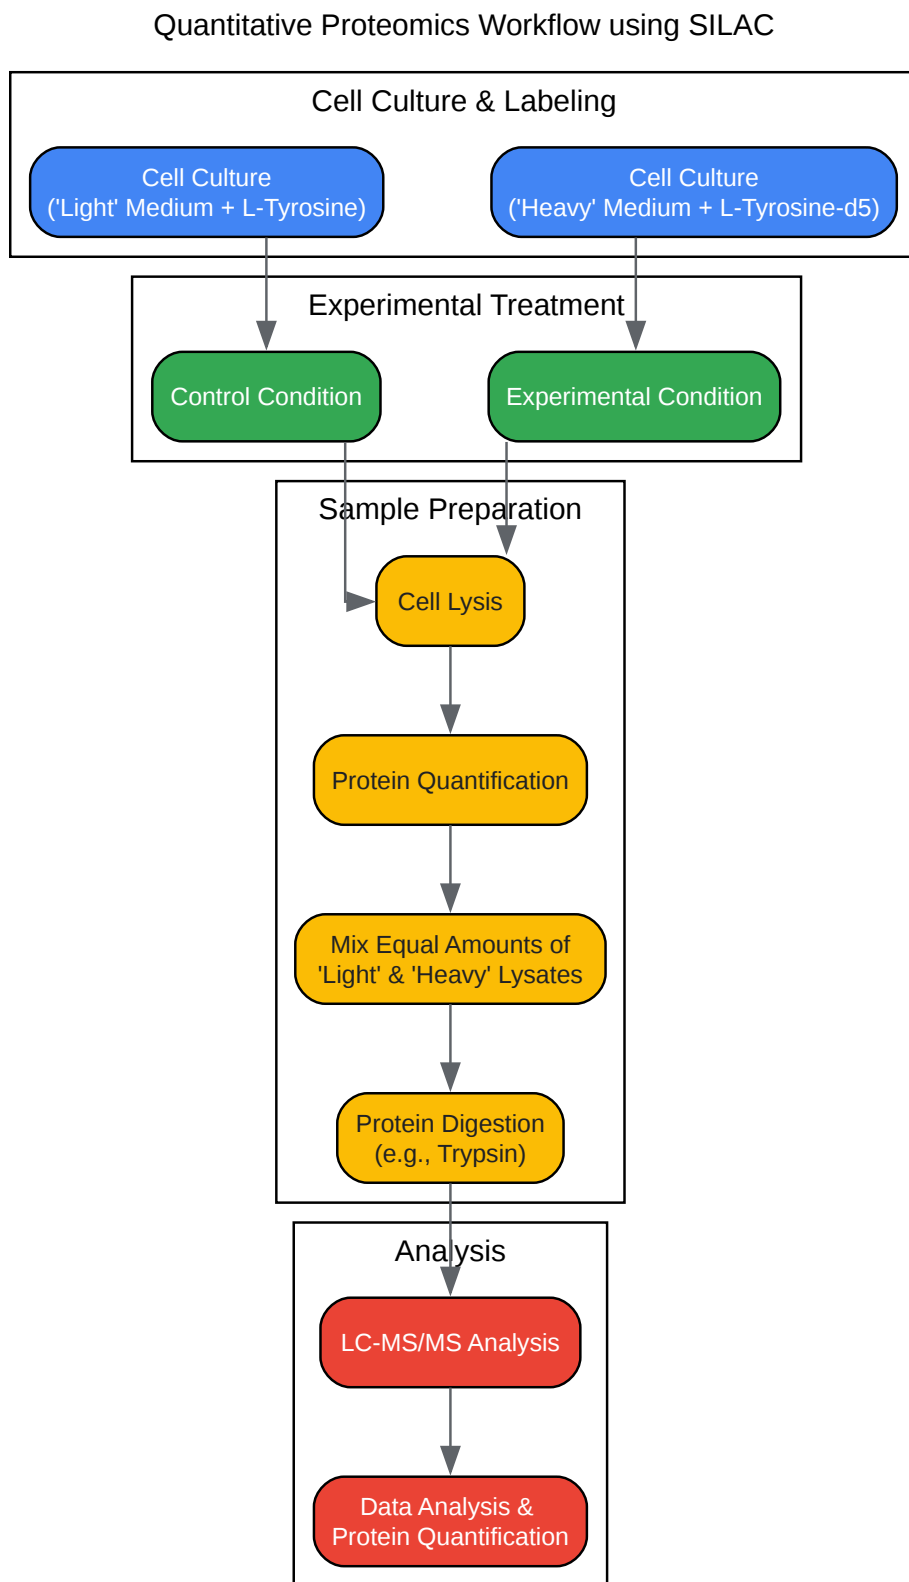 Quantitative Proteomics Workflow using SILAC
Cell Culture & Labeling
Cell Culture
('Light' Medium + L-Tyrosine)
Cell Culture
('Heavy' Medium + L-Tyrosine-d5)
Experimental Treatment
Control Condition
Experimental Condition
Sample Preparation
Cell Lysis
Protein Quantification
Mix Equal Amounts of
'Light' & 'Heavy' Lysates
Protein Digestion
(e.g., Trypsin)
Analysis
LC-MS/MS Analysis
Data Analysis &
Protein Quantification